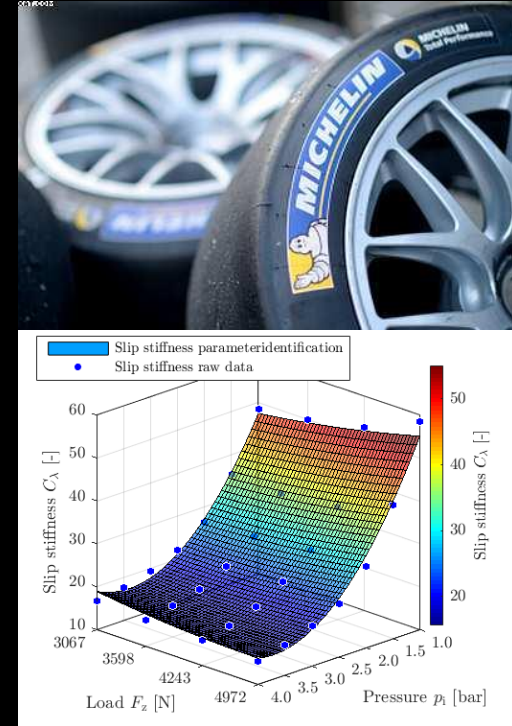 MICHELIN
Total Performance
MICHELIN
Slip stiffness parameteridentification
Slip stiffness raw data
60
50
40
30
20
10
Slip stiffness Cλ [-]
3067
3598
4243
4972
Load Fz [N]
4.0
3.5
3.0
2.5
2.0
1.5
1.0
Pressure pi [bar]
50
40
30
20
Slip stiffness Cλ [-]